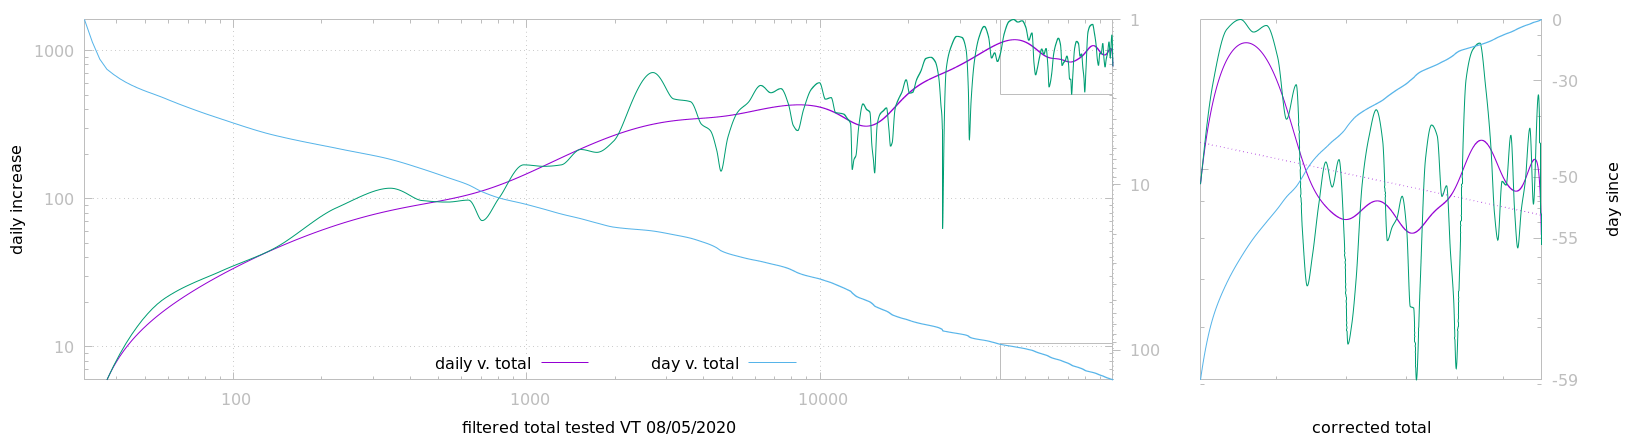 1000
100
10
daily increase
100
1000
10000
filtered total tested VT 08/05/2020
daily v. total
day v. total
1
10
100
0
-30
-50
-55
-59
day since
corrected total